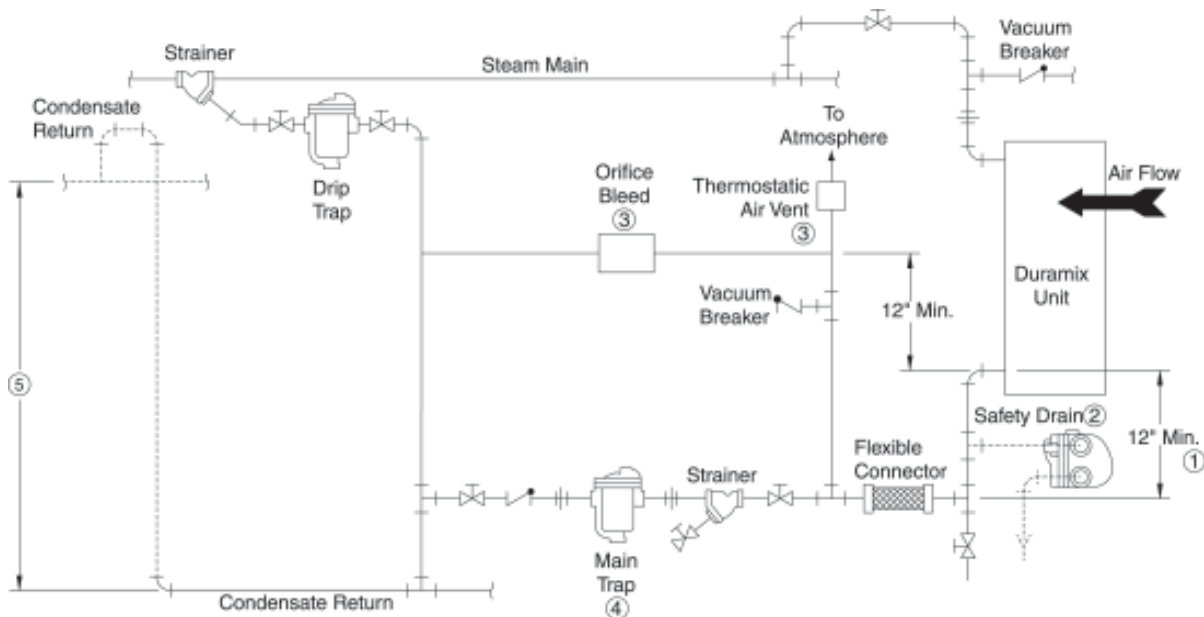 Strainer
Steam Main
Vacuum
Breaker
Condensate
Return
To
Atmosphere
Drip
Trap
Orifice
Bleed
③
Thermostatic
Air Vent
③
Air Flow
Duramix
Unit
Vacuum
Breaker
12" Min.
⑤
Safety Drain②
12" Min.
①
Flexible
Connector
Strainer
Main
Trap
④
Condensate Return